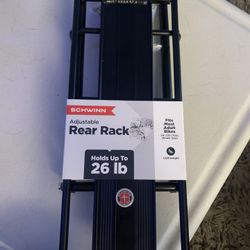 SCHWINN
Adjustable
Rear Rack
Fits
Most
Adult
Bikes
Holds Up To
26 lb
Lightweight